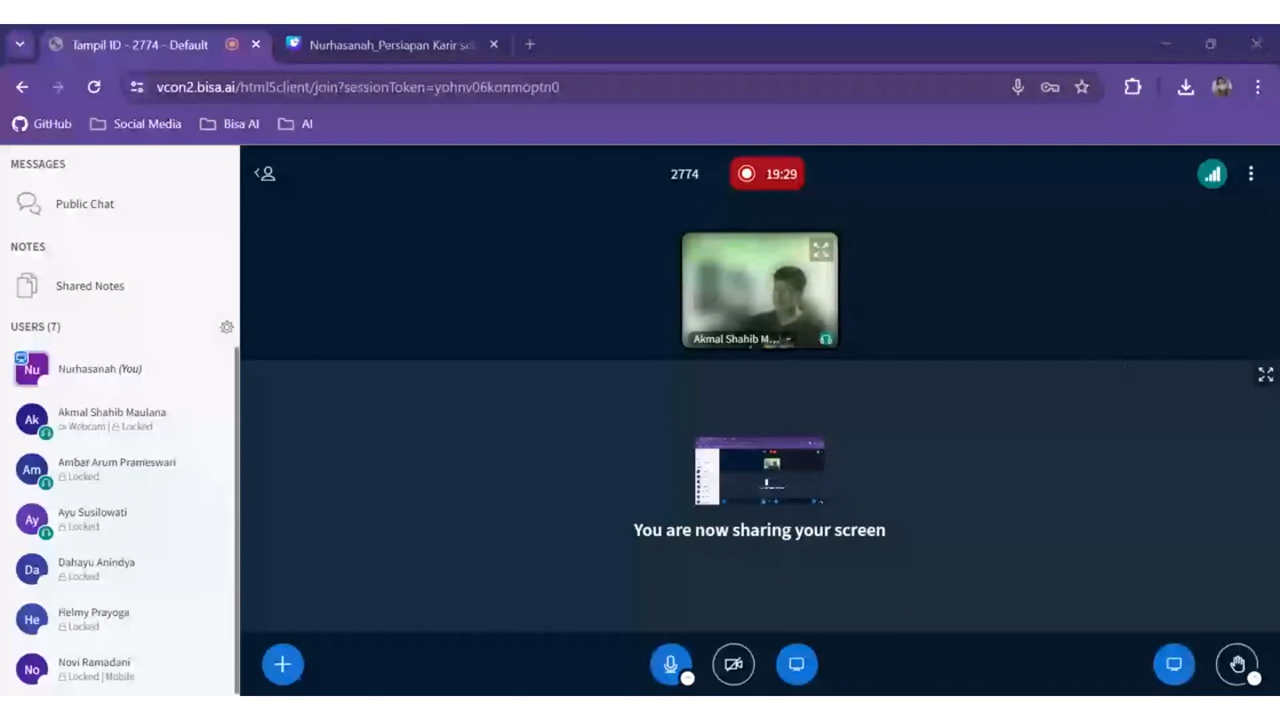 Tampil ID - 2774 - Default
Nurhasanah_Persiapan Karir se
vcon2.bisa.ai/html5client/join?sessionToken=yohnv06kanmoptn0
GitHub
Social Media
Bisa AI
AI
MESSAGES
Public Chat
NOTES
Shared Notes
USERS (7)
Nu
Nurhasanah (You)
Ak
Akmal Shahib Maulana
Webcam | Locked
Am
Ambar Arum Prameswari
Locked
Ay
Ayu Susilowati
Locked
Da
Dahayu Anindya
Locked
He
Helmy Prayoga
Locked
No
Novi Ramadani
Locked | Mobile
2774
19:29
Akmal Shahib M...
You are now sharing your screen